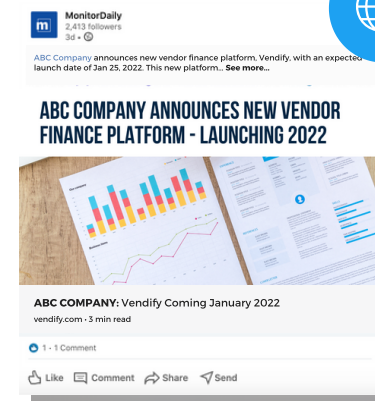 m
MonitorDaily
2,413 followers
3d •
ABC Company announces new vendor finance platform, Vendify, with an expected
launch date of Jan 25, 2022. This new platform... See more...
ABC COMPANY ANNOUNCES NEW VENDOR
FINANCE PLATFORM - LAUNCHING 2022
ABC COMPANY: Vendify Coming January 2022
vendify.com • 3 min read
1 • 1 Comment
Like Comment Share Send